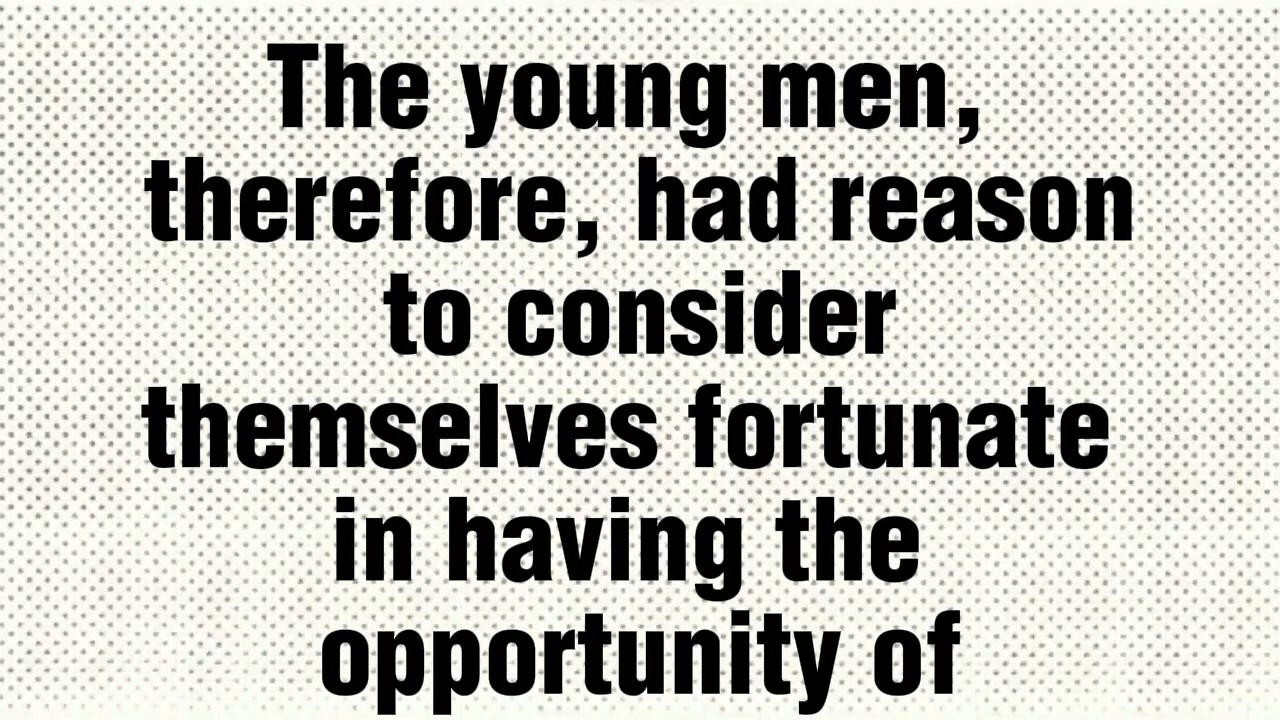 The young men,
therefore, had reason
to consider
themselves fortunate
in having the
opportunity of